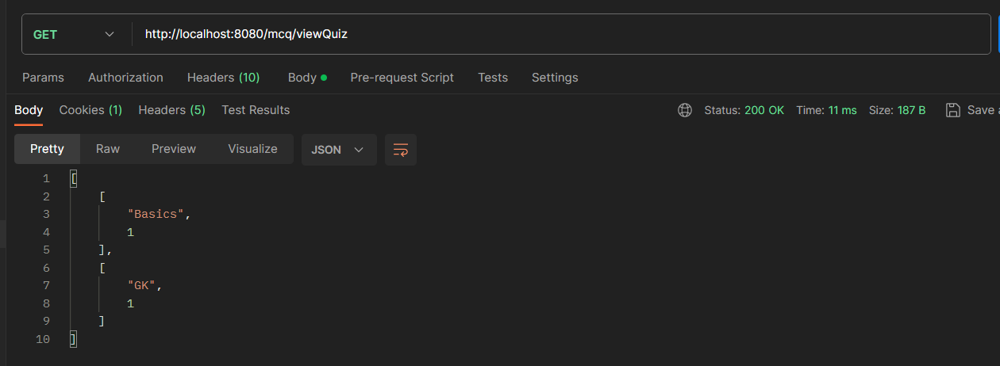 GET http://localhost:8080/mcq/viewQuiz
Params Authorization Headers (10) Body Pre-request Script Tests Settings
Body Cookies (1) Headers (5) Test Results Status: 200 OK Time: 11 ms Size: 187 B Save a
Pretty Raw Preview Visualize JSON
1 [
2 [
3 "Basics",
4 1
5 ],
6 [
7 "GK",
8 1
9 ]
10 ]